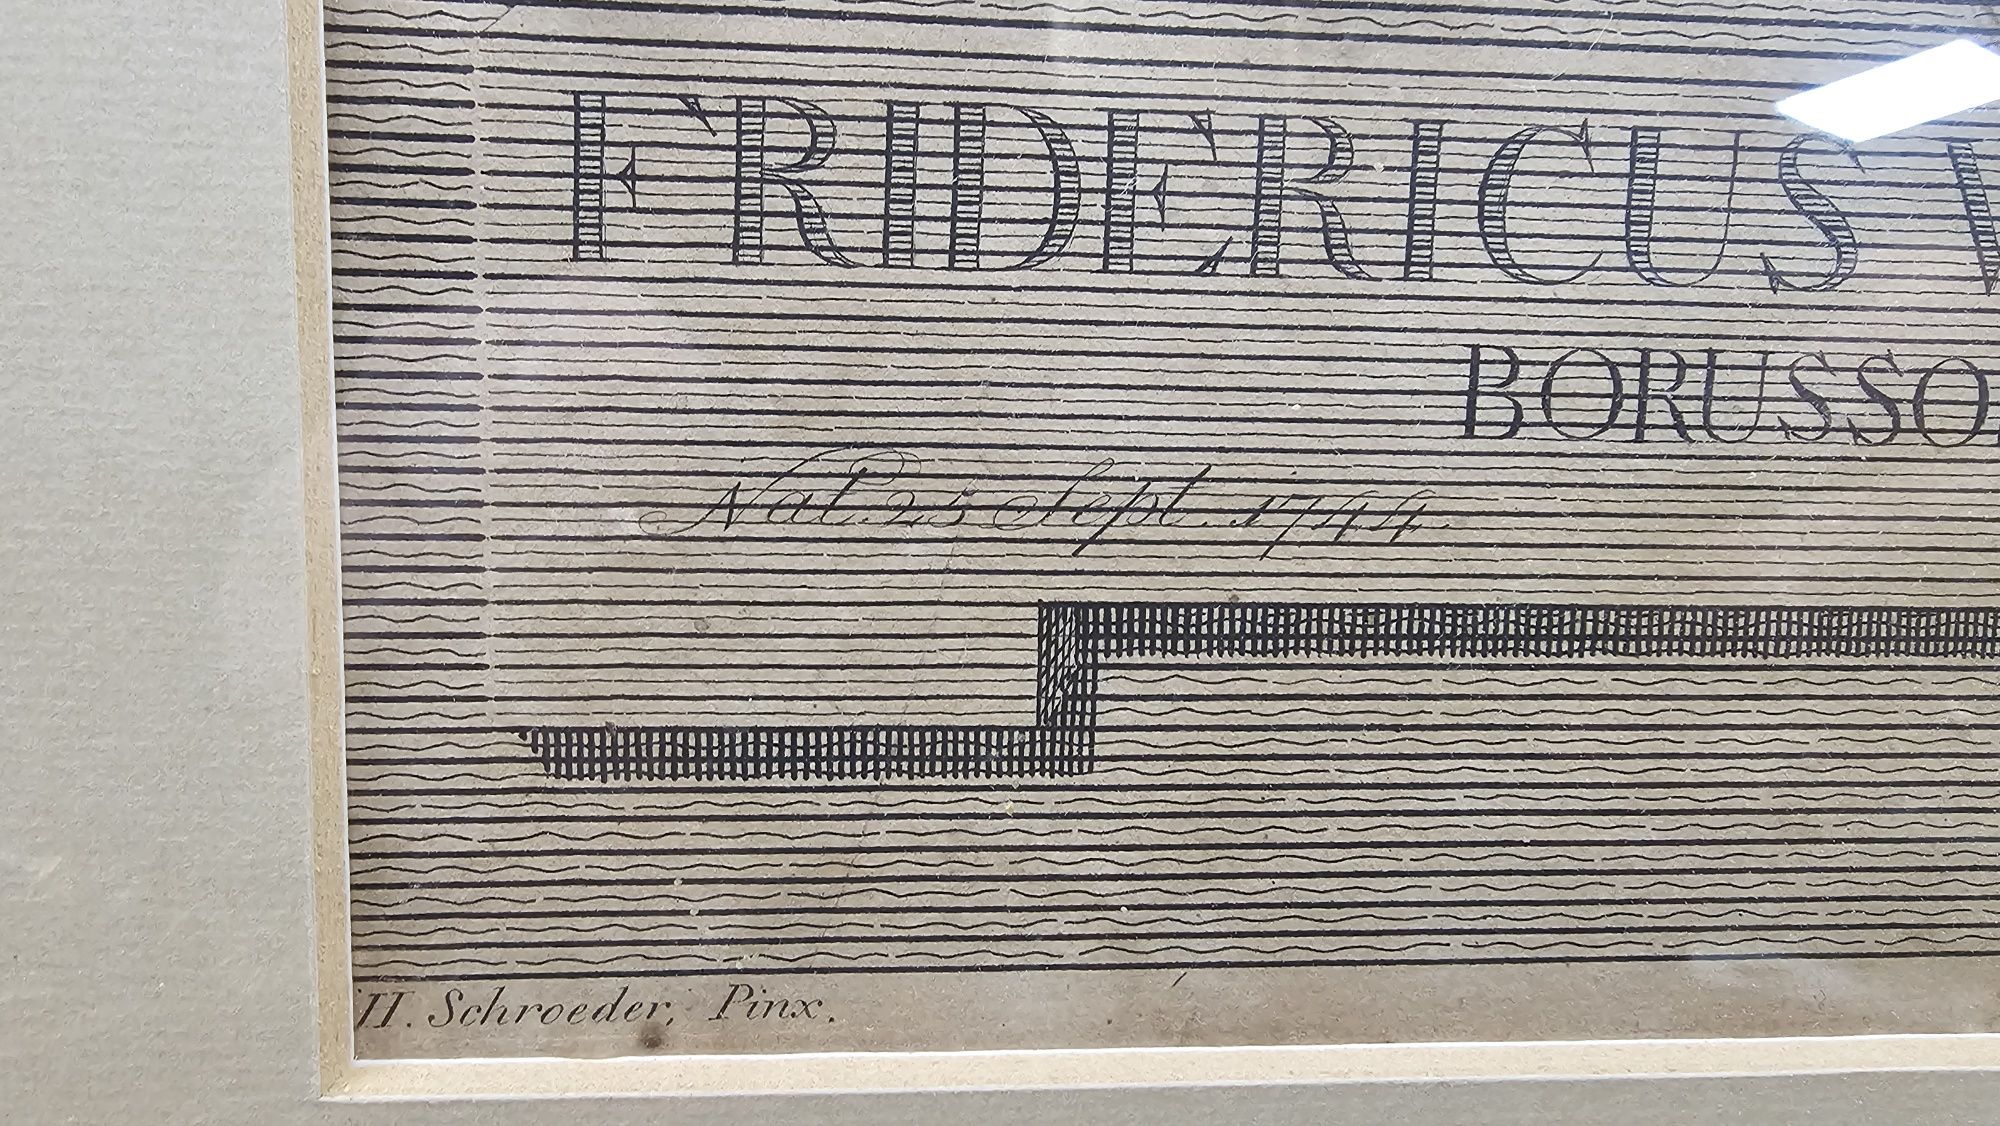 FRIDERICUS
BORUSSO
Nat. 25 Sept. 1744.
H. Schroeder, Pinx.